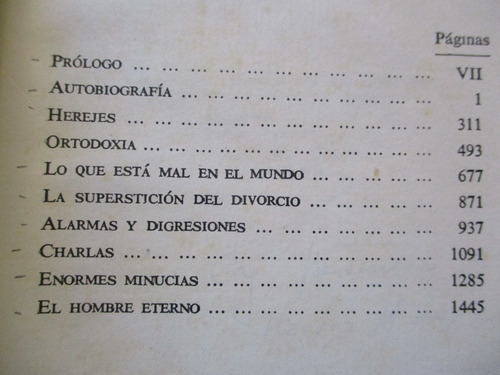 Páginas
PRÓLOGO ... ... ... ... ... ... ... ... ... ... ... VII
AUTOBIOGRAFÍA ... ... ... ... ... ... ... ... ... 1
HEREJES ... ... ... ... ... ... ... ... ... ... ... 311
ORTODOXIA ... ... ... ... ... ... ... ... ... ... 493
LO QUE ESTÁ MAL EN EL MUNDO ... ... ... ... 677
LA SUPERSTICIÓN DEL DIVORCIO ... ... ... ... 871
ALARMAS Y DIGRESIONES ... ... ... ... ... ... 937
CHARLAS ... ... ... ... ... ... ... ... ... ... ... 1091
ENORMES MINUCIAS ... ... ... ... ... ... ... ... 1285
EL HOMBRE ETERNO ... ... ... ... ... ... ... ... 1445